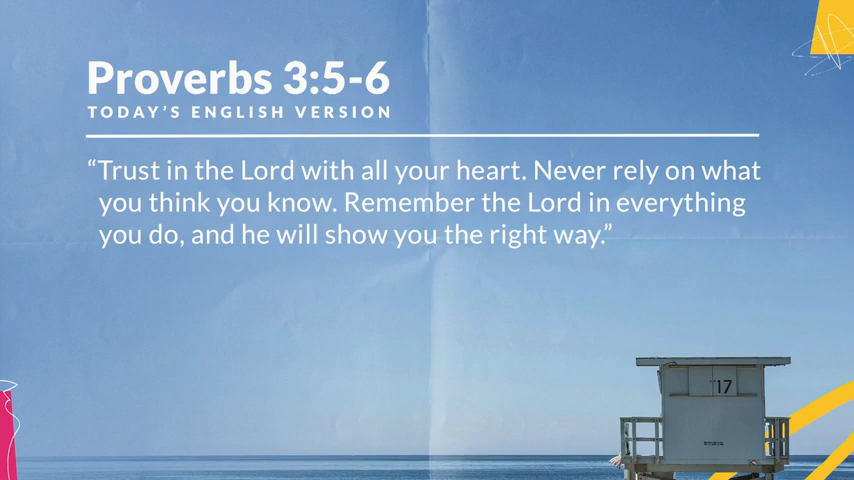 Proverbs 3:5-6
TODAY'S ENGLISH VERSION
“Trust in the Lord with all your heart. Never rely on what
you think you know. Remember the Lord in everything
you do, and he will show you the right way.”
17